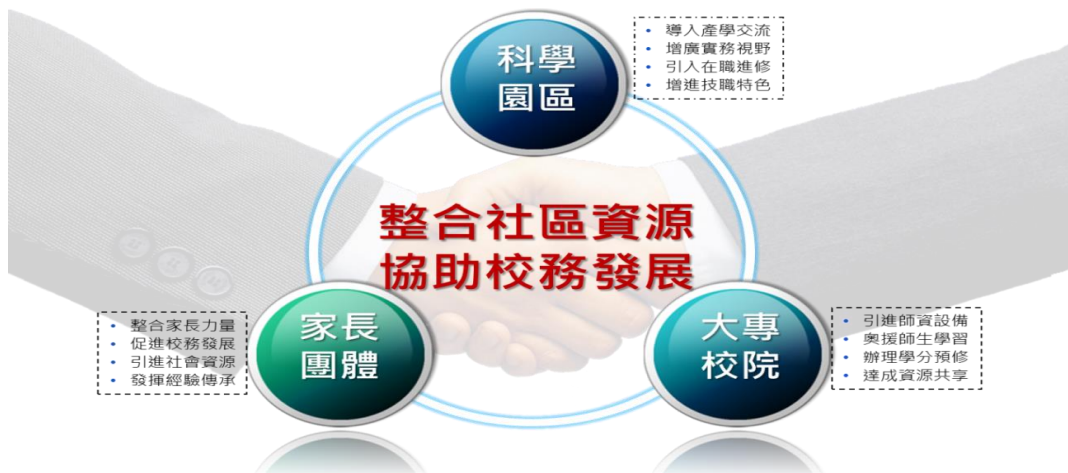 科學
園區
• 導入產學交流
• 增廣實務視野
• 引入在職進修
• 增進技職特色
整合社區資源
協助校務發展
家長
團體
• 整合家長力量
• 促進校務發展
• 引進社會資源
• 發揮經驗傳承
大專
校院
• 引進師資設備
• 奧援師生學習
• 辦理學分預修
• 達成資源共享